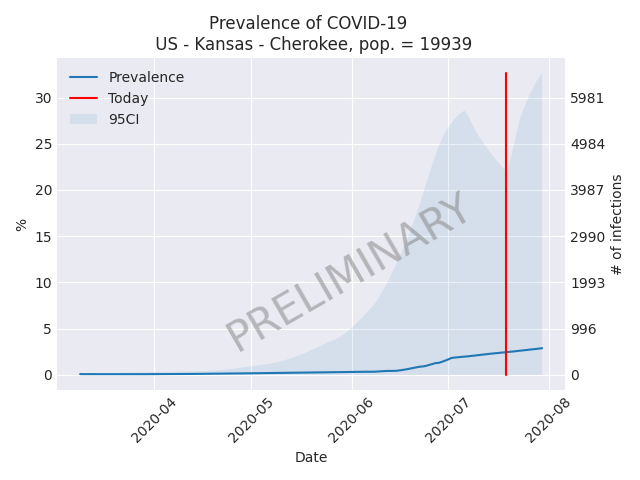 Prevalence of COVID-19
US - Kansas - Cherokee, pop. = 19939
Prevalence
Today
95CI
30
25
20
15
10
5
0
%
5981
4984
3987
2990
1993
996
0
# of infections
PRELIMINARY
2020-04
2020-05
2020-06
2020-07
2020-08
Date